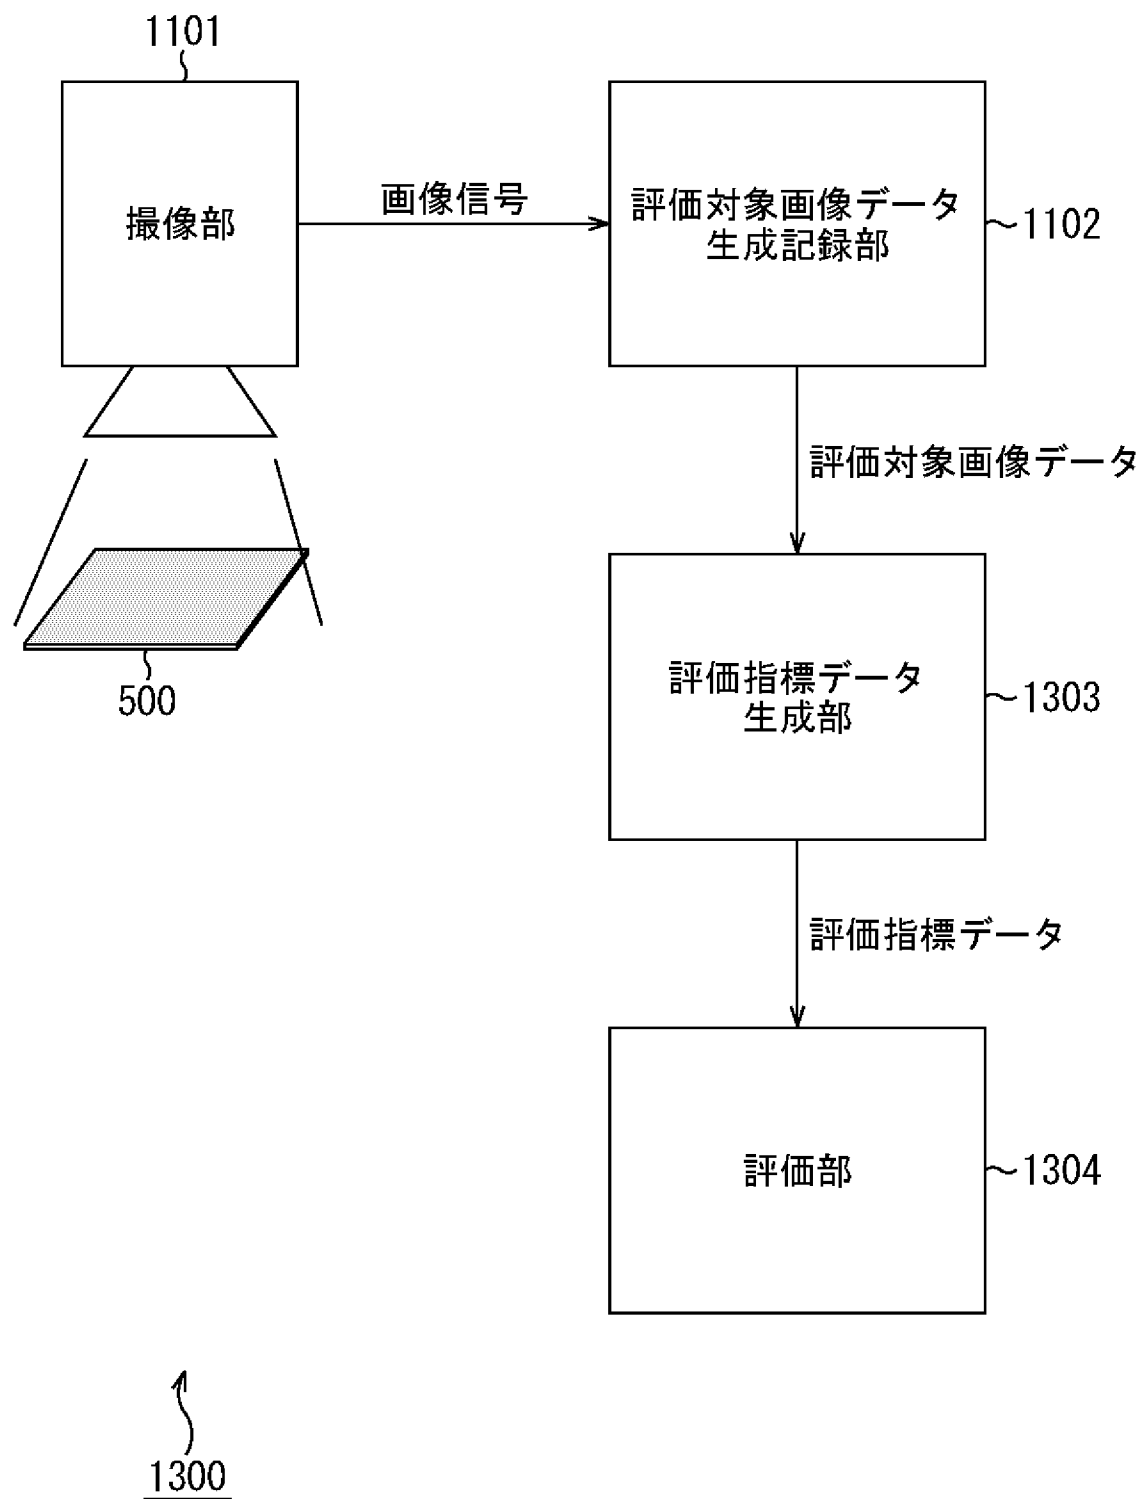 1101
撮像部
画像信号
評価対象画像データ
生成記録部
1102
評価対象画像データ
500
評価指標データ
生成部
1303
評価指標データ
評価部
1304
1300